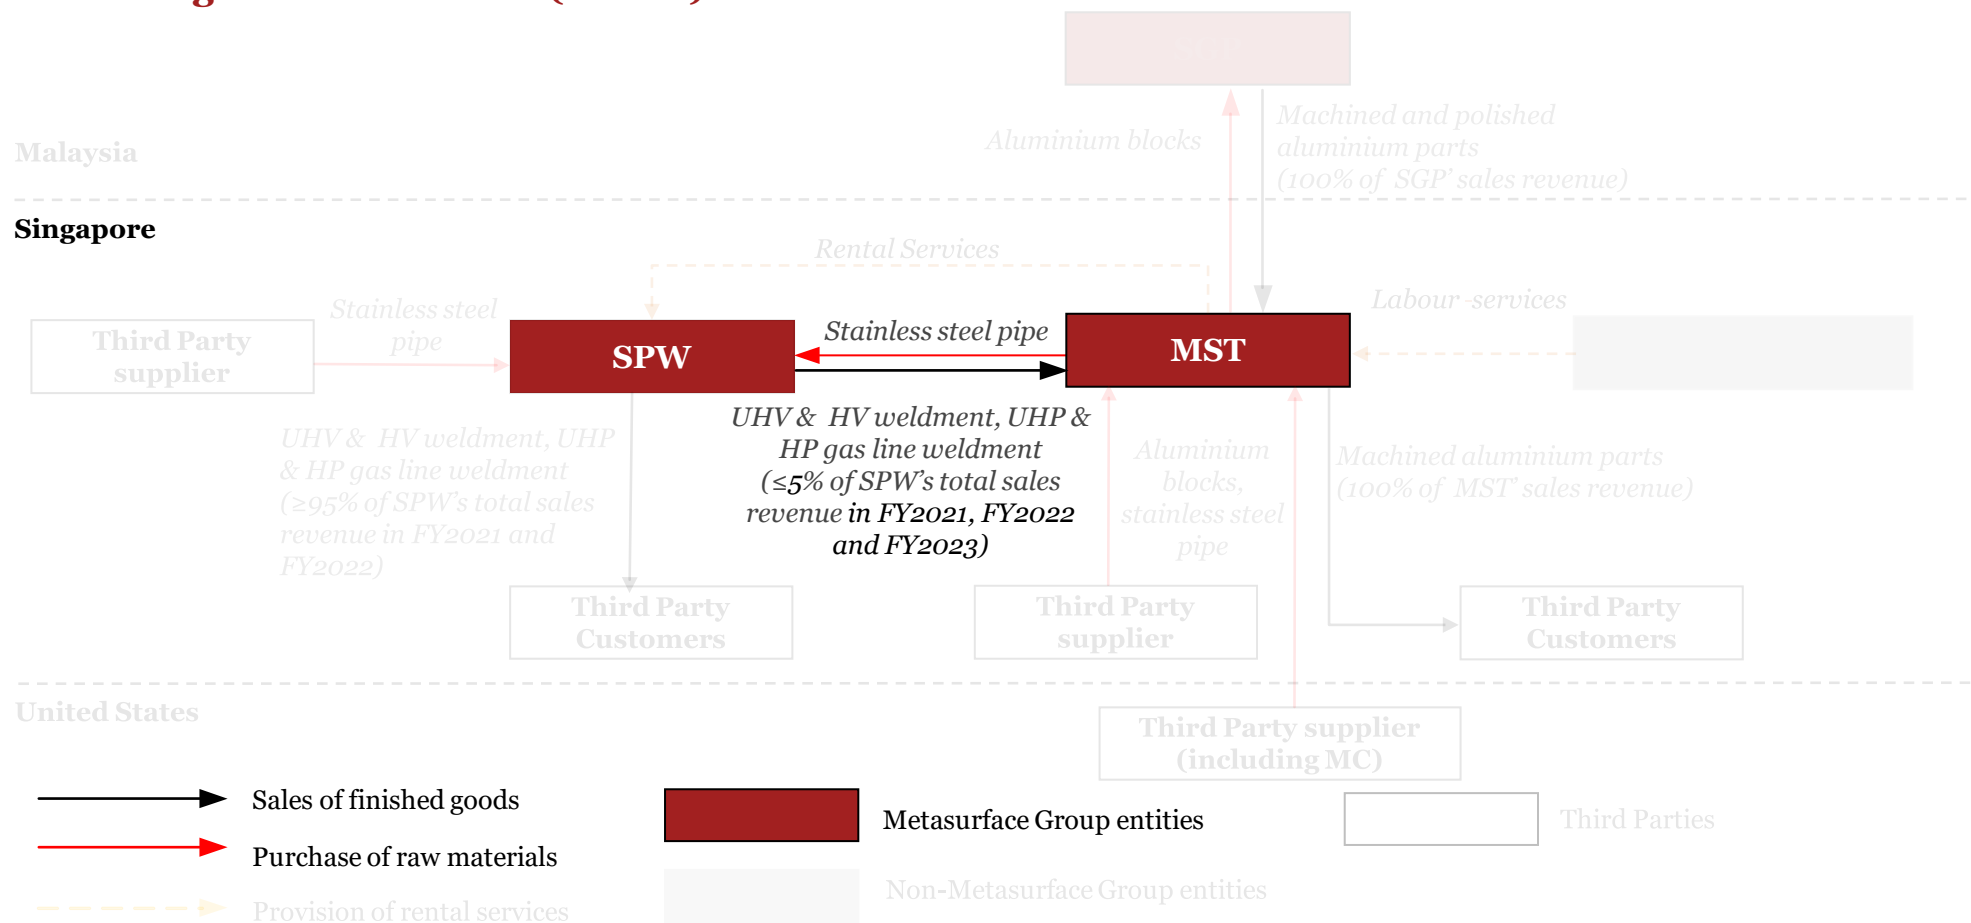 Machined and polished
aluminium parts
(100% of SGP' sales revenue)
Aluminium blocks
Malaysia
Singapore
Rental Services
Stainless steel
pipe
Labour -services
Third Party
supplier
SPW
Stainless steel pipe
MST
UHV & HV weldment, UHP
& HP gas line weldment
(≥95% of SPW's total sales
revenue in FY2021 and
FY2022)
UHV & HV weldment, UHP &
HP gas line weldment
(≤5% of SPW's total sales
revenue in FY2021, FY2022
and FY2023)
Aluminium
blocks,
stainless steel
pipe
Machined aluminium parts
(100% of MST' sales revenue)
Third Party
Customers
Third Party
supplier
Third Party
Customers
United States
Third Party supplier
(including MC)
Sales of finished goods
Purchase of raw materials
Provision of rental services
Metasurface Group entities
Non-Metasurface Group entities
Third Parties